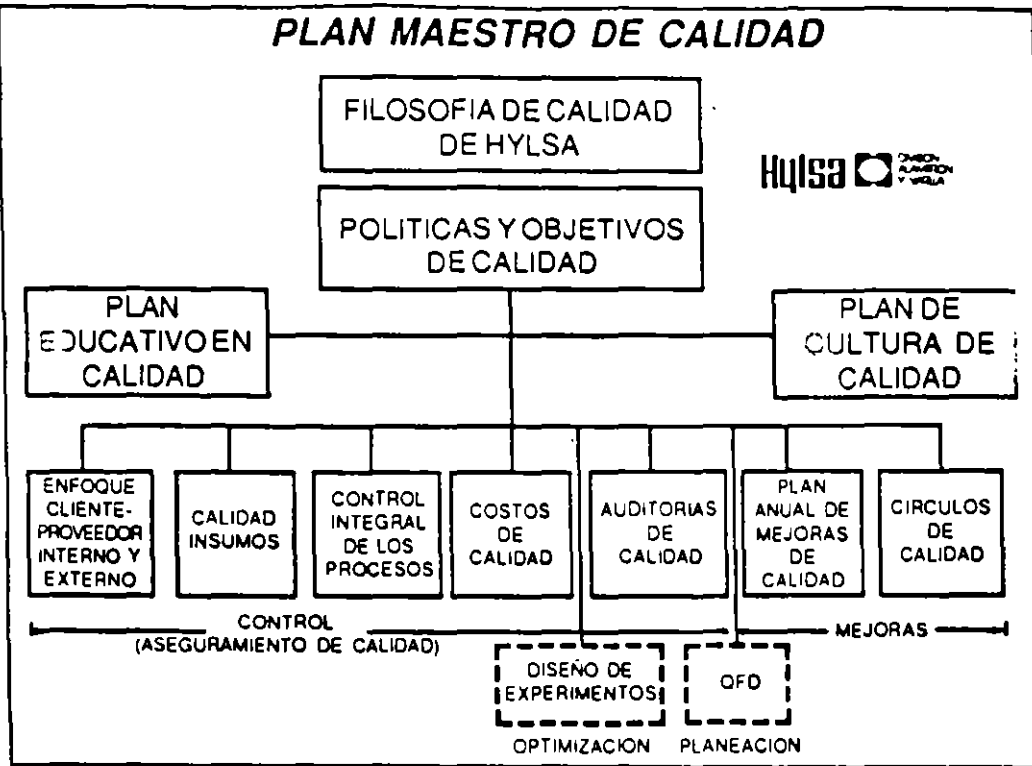 PLAN MAESTRO DE CALIDAD
FILOSOFIA DE CALIDAD
DE HYLSA
Hylsa
DIVISION
ALAMBRON
Y VARILLA
POLITICAS Y OBJETIVOS
DE CALIDAD
PLAN
EDUCATIVO EN
CALIDAD
PLAN DE
CULTURA DE
CALIDAD
ENFOQUE
CLIENTE-
PROVEEDOR
INTERNO Y
EXTERNO
CALIDAD
INSUMOS
CONTROL
INTEGRAL
DE LOS
PROCESOS
COSTOS
DE
CALIDAD
AUDITORIAS
DE
CALIDAD
PLAN
ANUAL DE
MEJORAS
DE
CALIDAD
CIRCULOS
DE
CALIDAD
CONTROL
(ASEGURAMIENTO DE CALIDAD)
MEJORAS
DISEÑO DE
EXPERIMENTOS
QFD
OPTIMIZACION
PLANEACION